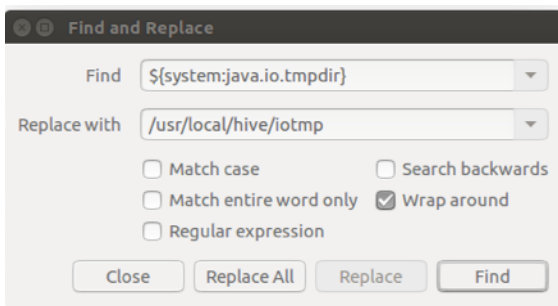 Find and Replace
Find ${system:java.io.tmpdir}
Replace with /usr/local/hive/iotmp
Match case Search backwards
Match entire word only Wrap around
Regular expression
Close Replace All Replace Find